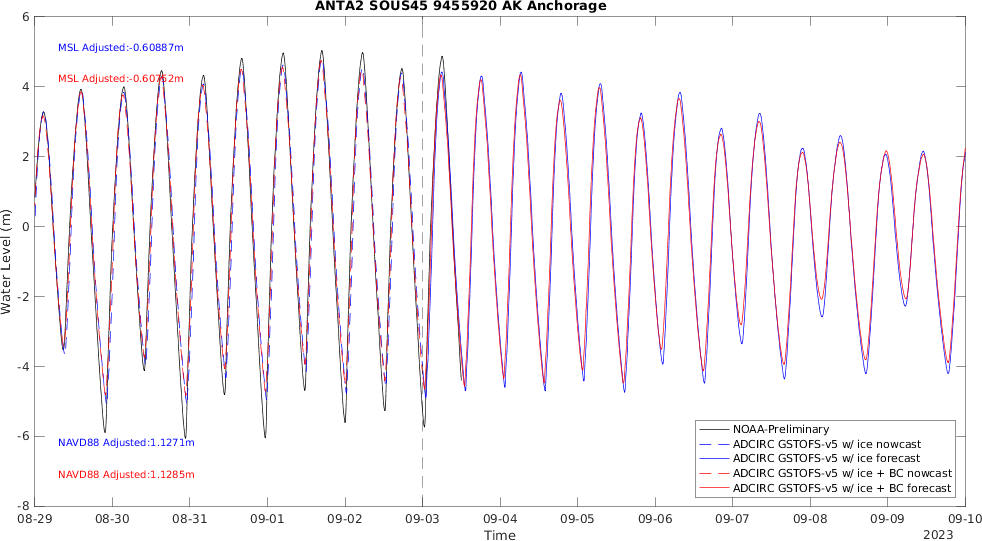 ANTA2 SOUS45 9455920 AK Anchorage
6
MSL Adjusted:-0.60887m
MSL Adjusted:-0.60752m
4
2
0
Water Level (m)
-2
-4
-6
NAVD88 Adjusted:1.1271m
NAVD88 Adjusted:1.1285m
-8
NOAA-Preliminary
ADCIRC GSTOFS-v5 w/ ice nowcast
ADCIRC GSTOFS-v5 w/ ice forecast
ADCIRC GSTOFS-v5 w/ ice + BC nowcast
ADCIRC GSTOFS-v5 w/ ice + BC forecast
08-29 08-30 08-31 09-01 09-02 09-03 09-04 09-05 09-06 09-07 09-08 09-09 09-10
Time
2023